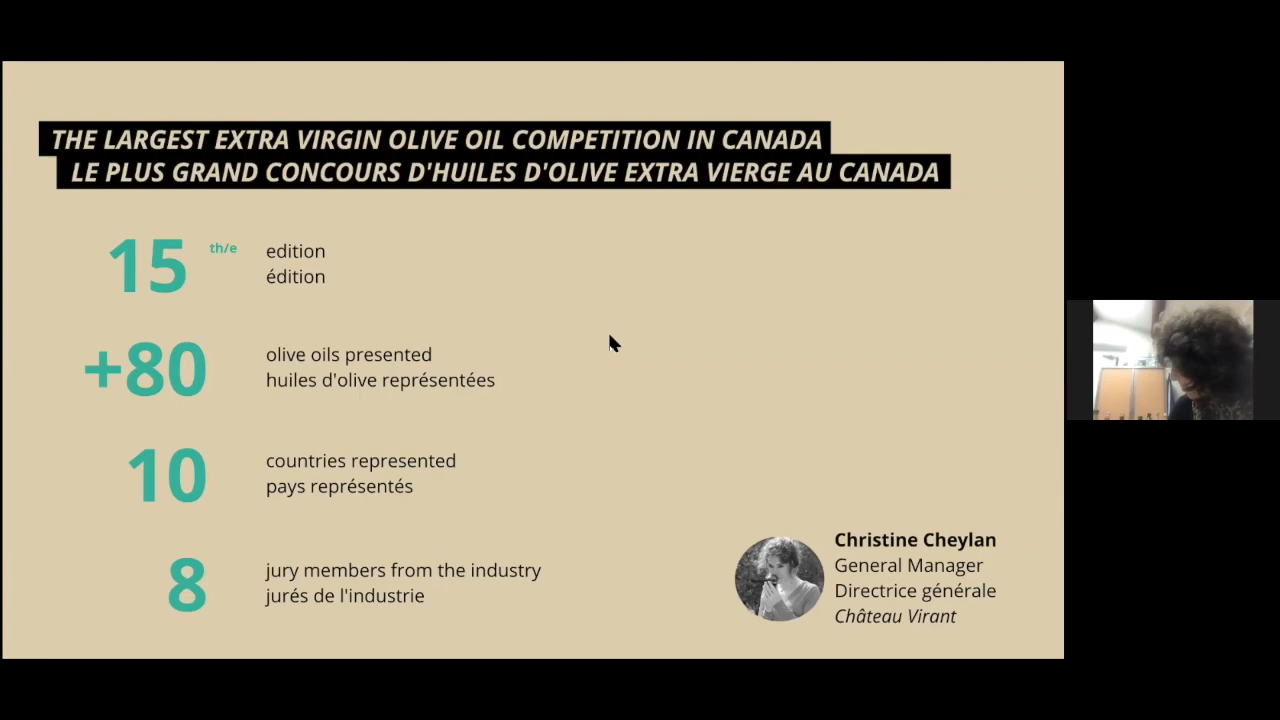 THE LARGEST EXTRA VIRGIN OLIVE OIL COMPETITION IN CANADA
LE PLUS GRAND CONCOURS D'HUILES D'OLIVE EXTRA VIERGE AU CANADA
15 th/e
edition
édition
+80
olive oils presented
huiles d'olive représentées
10
countries represented
pays représentés
8
jury members from the industry
jurés de l'industrie
Christine Cheylan
General Manager
Directrice générale
Château Virant